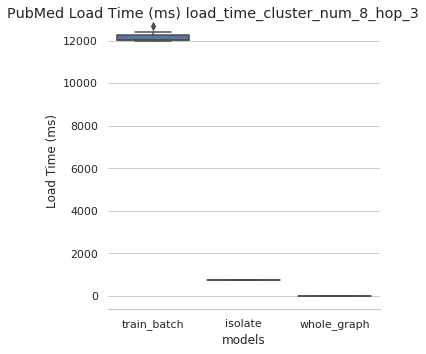 PubMed Load Time (ms) load_time_cluster_num_8_hop_3
12000
10000
8000
6000
4000
2000
0
Load Time (ms)
train_batch isolate whole_graph
models